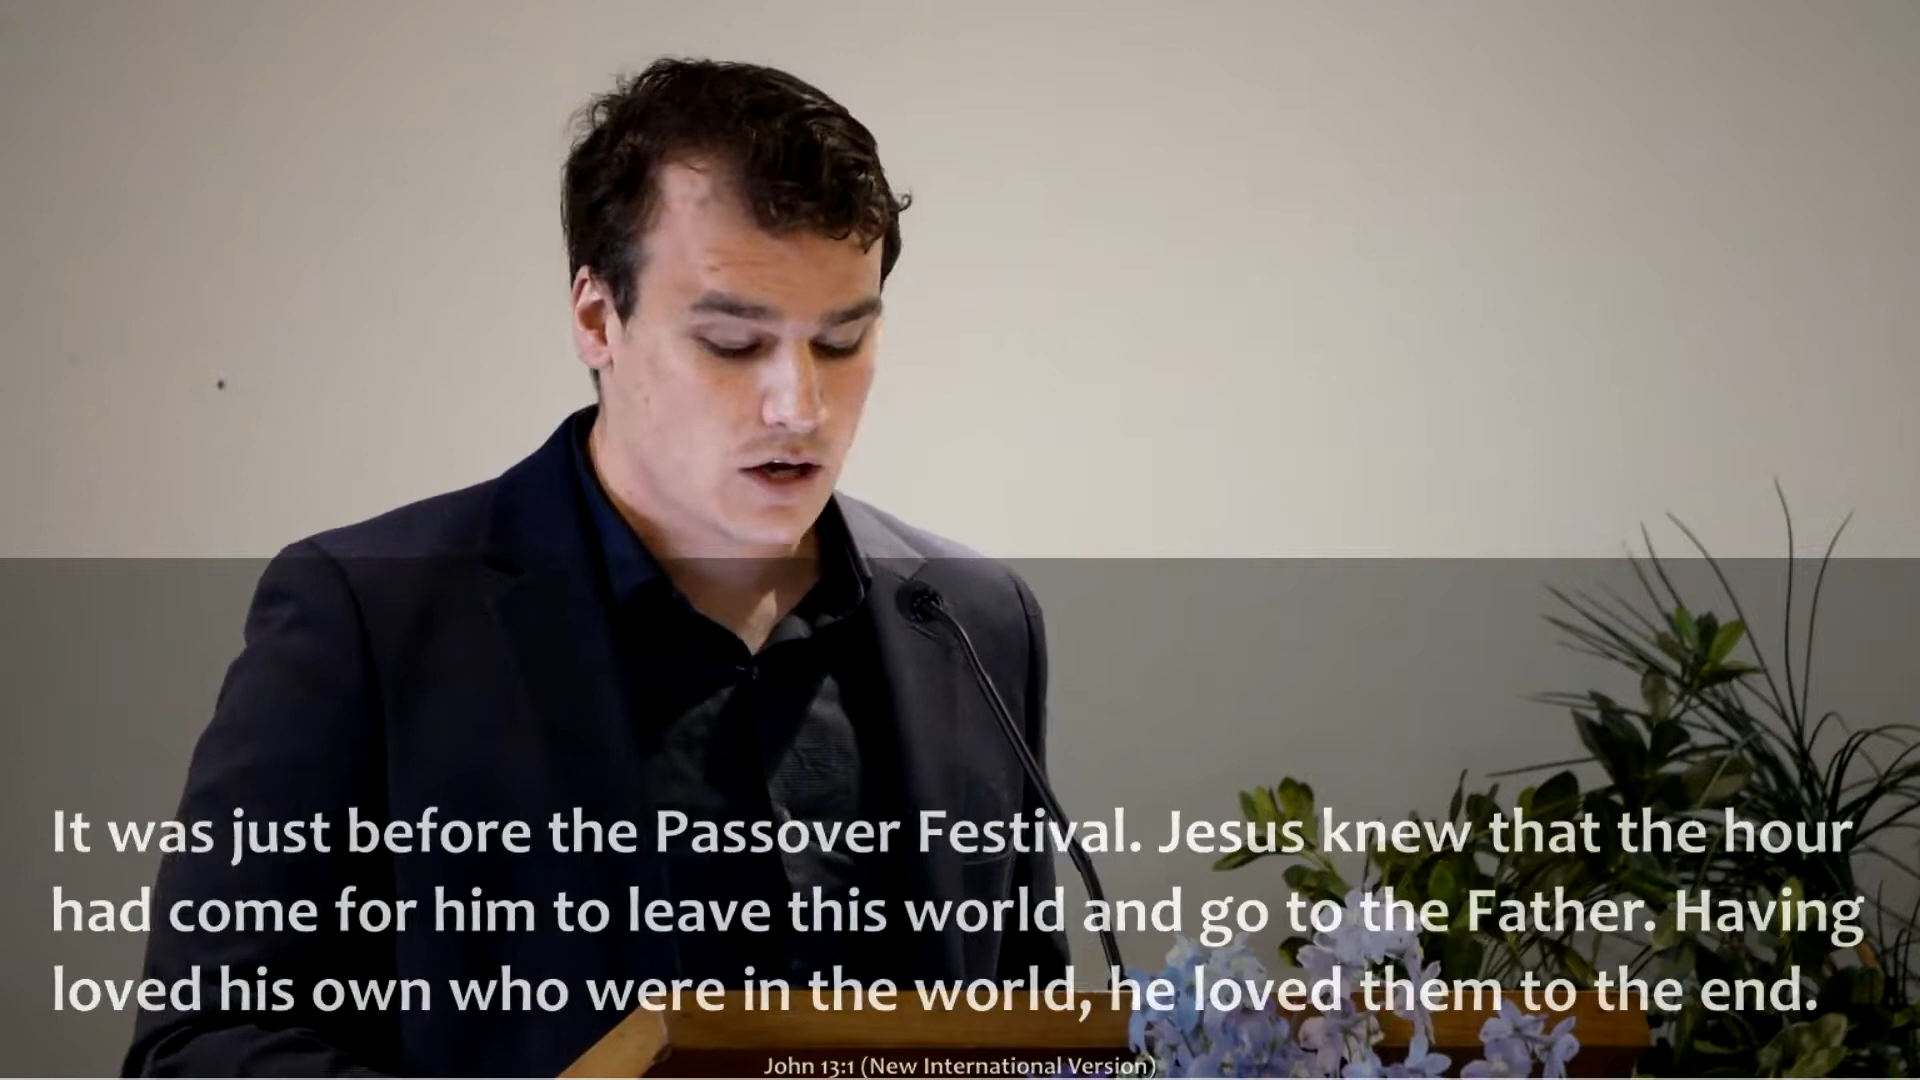 It was just before the Passover Festival. Jesus knew that the hour
had come for him to leave this world and go to the Father. Having
loved his own who were in the world, he loved them to the end.
John 13:1 (New International Version)